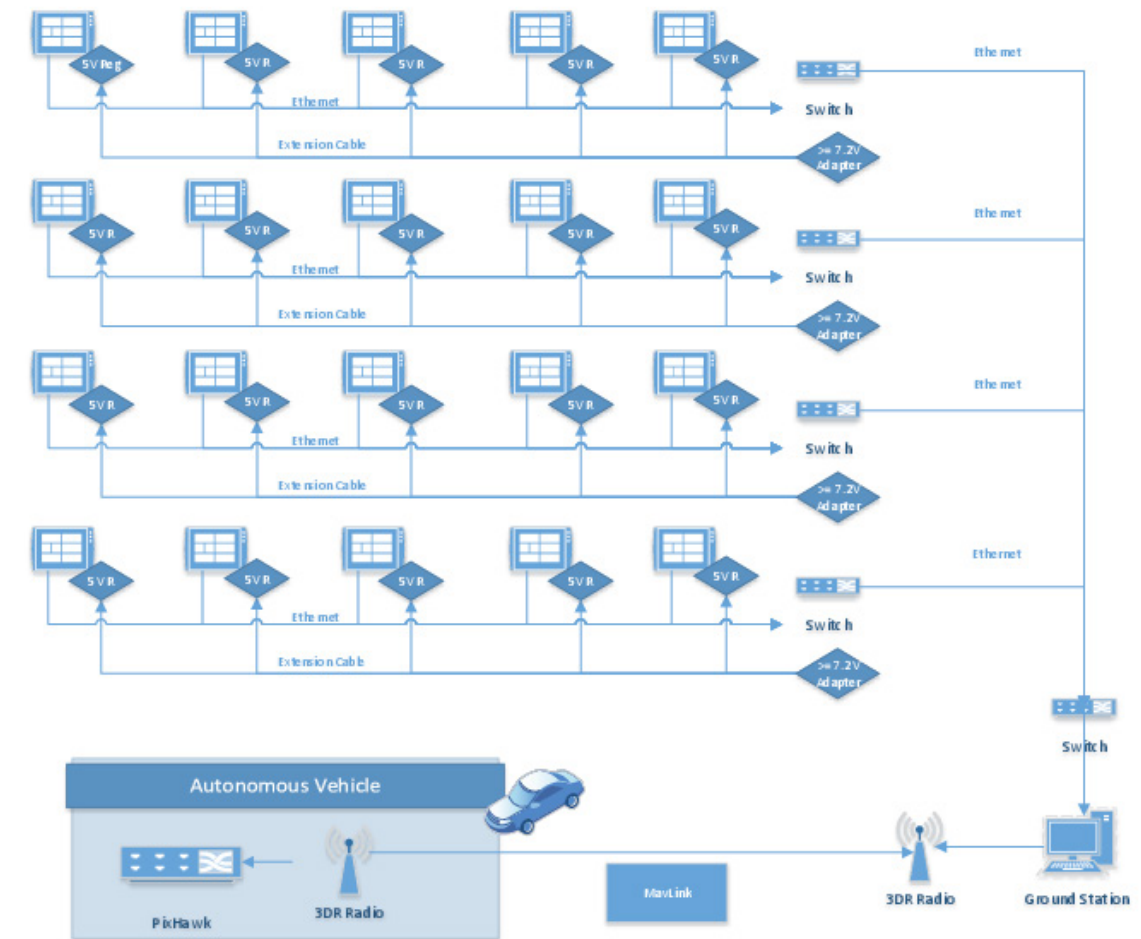 Ethernet
5V Reg
5V R
5V R
5V R
5V R
Ethernet
Switch
Extension Cable
>= 7.2V
Adapter
Ethernet
5V R
5V R
5V R
5V R
5V R
Ethernet
Switch
Extension Cable
>= 7.2V
Adapter
Ethernet
5V R
5V R
5V R
5V R
5V R
Ethernet
Switch
Extension Cable
>= 7.2V
Adapter
Ethernet
5V R
5V R
5V R
5V R
5V R
Ethernet
Switch
Extension Cable
>= 7.2V
Adapter
Switch
Autonomous Vehicle
PixHawk
3DR Radio
MavLink
3DR Radio
Ground Station